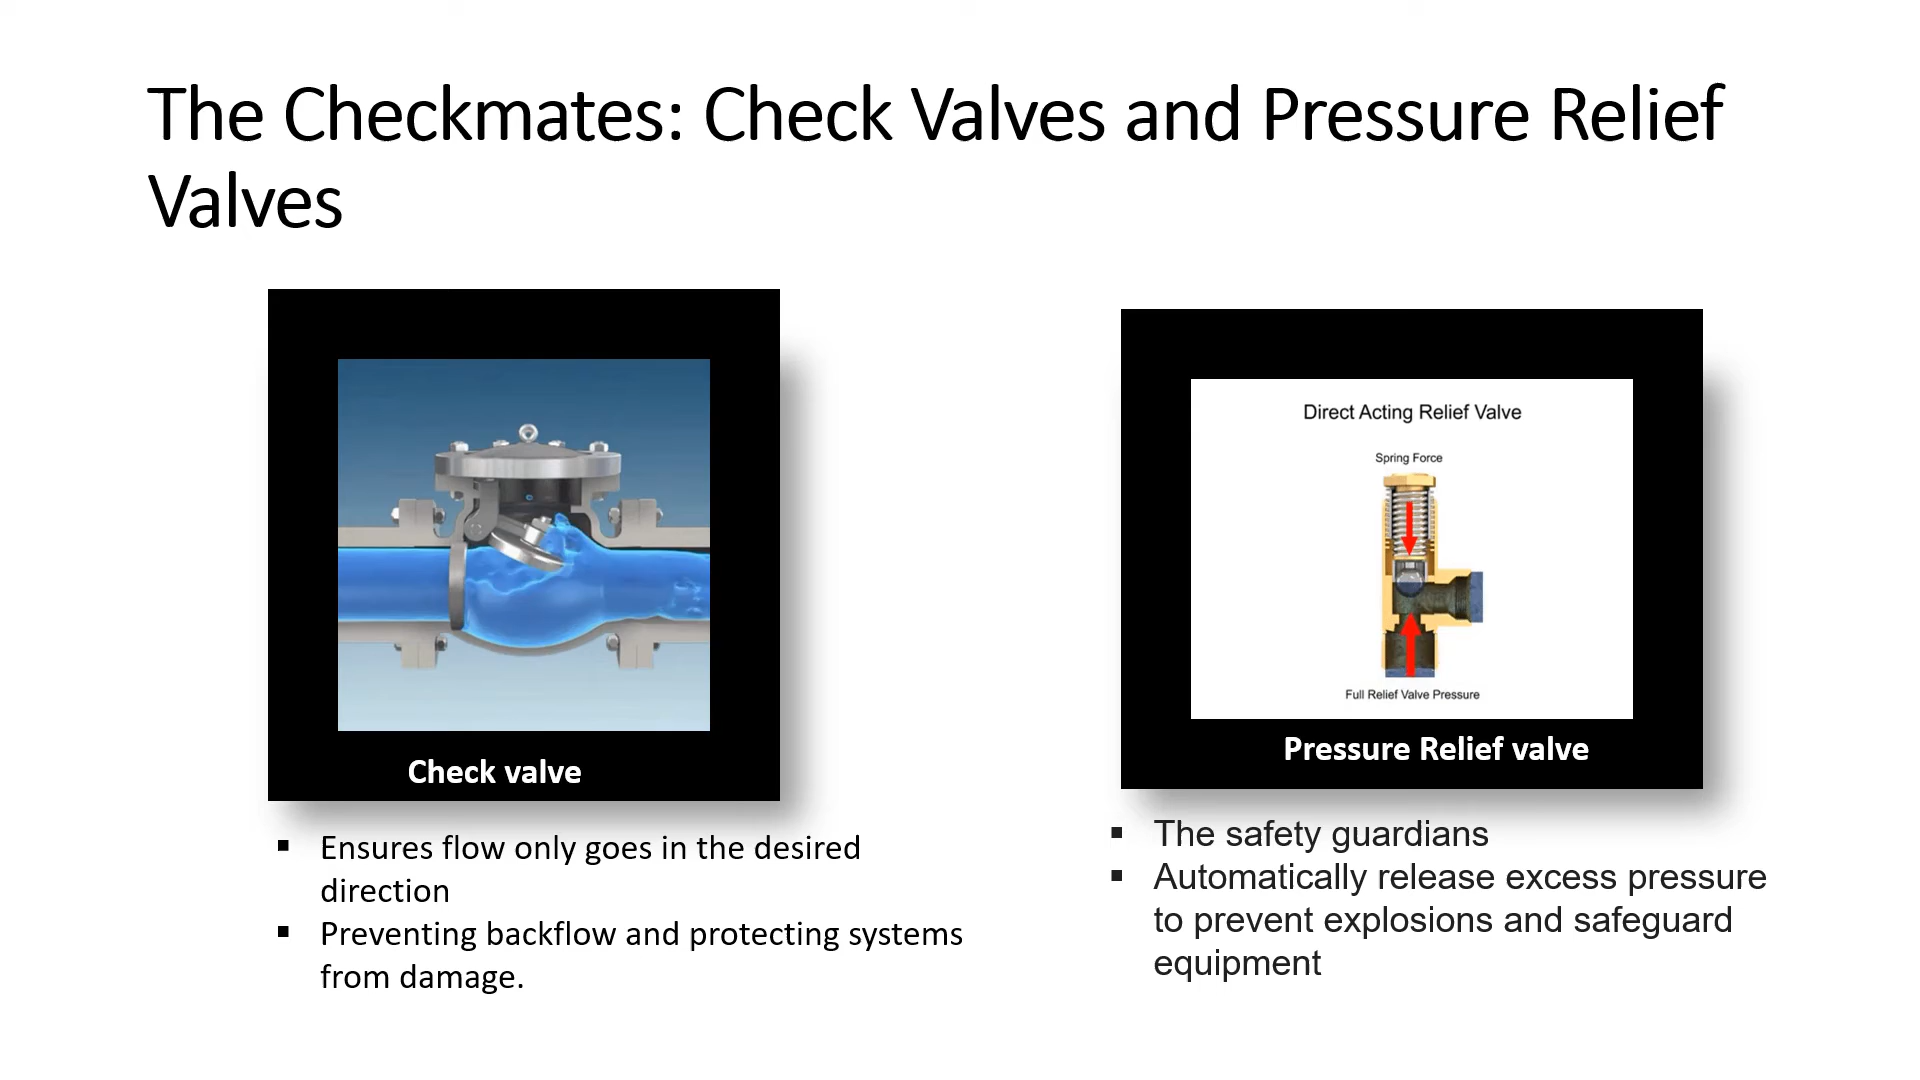 The Checkmates: Check Valves and Pressure Relief
Valves
Check valve
▪ Ensures flow only goes in the desired
direction
▪ Preventing backflow and protecting systems
from damage.
Direct Acting Relief Valve
Spring Force
Full Relief Valve Pressure
Pressure Relief valve
▪ The safety guardians
▪ Automatically release excess pressure
to prevent explosions and safeguard
equipment